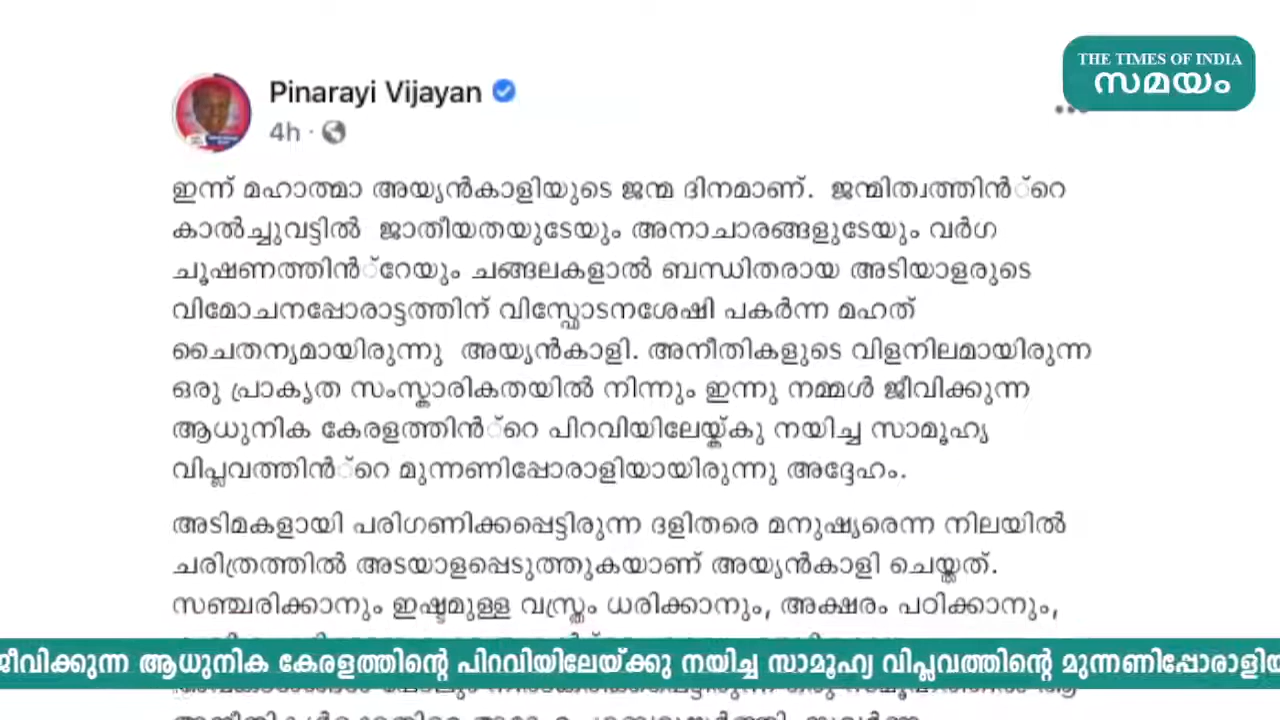 THE TIMES OF INDIA
സമയം
Pinarayi Vijayan
4h ·
ഇന്ന് മഹാത്മാ അയ്യൻകാളിയുടെ ജന്മ ദിനമാണ്. ജന്മിത്വത്തിൻ്റെ
കാൽച്ചുവട്ടിൽ ജാതീയതയുടേയും അനാചാരങ്ങളുടേയും വർഗ
ചൂഷണത്തിൻ്റേയും ചങ്ങലകളാൽ ബന്ധിതരായ അടിയാളരുടെ
വിമോചനപ്പോരാട്ടത്തിന് വിസ്ഫോടനശേഷി പകർന്ന മഹത്
ചൈതന്യമായിരുന്നു അയ്യൻകാളി. അനീതികളുടെ വിളനിലമായിരുന്ന
ഒരു പ്രാകൃത സംസ്കാരികതയിൽ നിന്നും ഇന്നു നമ്മൾ ജീവിക്കുന്ന
ആധുനിക കേരളത്തിൻ്റെ പിറവിയിലേയ്ക്കു നയിച്ച സാമൂഹ്യ
വിപ്ലവത്തിൻ്റെ മുന്നണിപ്പോരാളിയായിരുന്നു അദ്ദേഹം.
അടിമകളായി പരിഗണിക്കപ്പെട്ടിരുന്ന ദളിതരെ മനുഷ്യരെന്ന നിലയിൽ
ചരിത്രത്തിൽ അടയാളപ്പെടുത്തുകയാണ് അയ്യൻകാളി ചെയ്തത്.
സഞ്ചരിക്കാനും ഇഷ്ടമുള്ള വസ്ത്രം ധരിക്കാനും, അക്ഷരം പഠിക്കാനും,
ജീവിക്കുന്ന ആധുനിക കേരളത്തിന്റെ പിറവിയിലേയ്ക്കു നയിച്ച സാമൂഹ്യ വിപ്ലവത്തിന്റെ മുന്നണിപ്പോരാളിയ